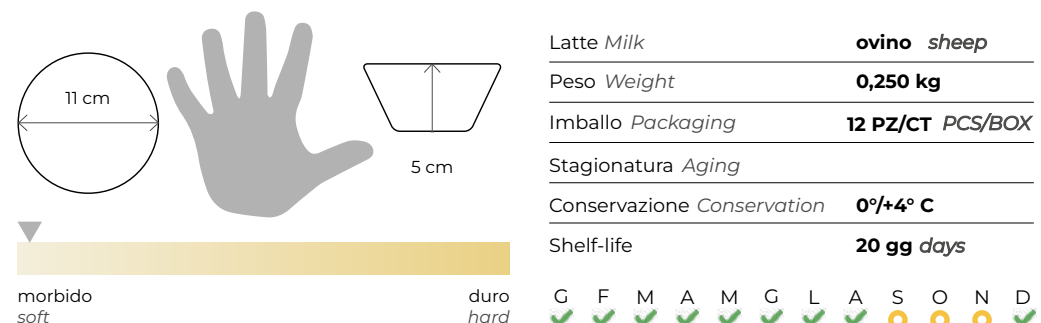 11 cm
5 cm
morbido
soft
duro
hard
Latte Milk ovino sheep
Peso Weight 0,250 kg
Imballo Packaging 12 PZ/CT PCS/BOX
Stagionatura Aging
Conservazione Conservation 0°/+4° C
Shelf-life 20 gg days
G F M A M G L A S O N D